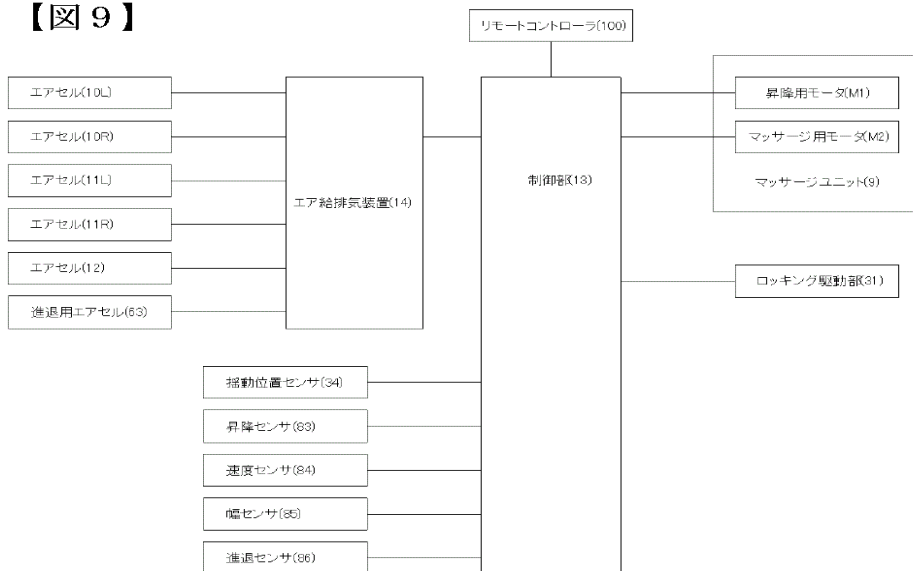 【図９】
リモートコントローラ(100)
エアセル(10L)
エアセル(10R)
エアセル(11L)
エアセル(11R)
エアセル(12)
進退用エアセル(63)
エア給排気装置(14)
制御部(13)
昇降用モータ(M1)
マッサージ用モータ(M2)
マッサージユニット(9)
ロッキング駆動部(31)
揺動位置センサ(34)
昇降センサ(83)
速度センサ(84)
幅センサ(85)
進退センサ(86)